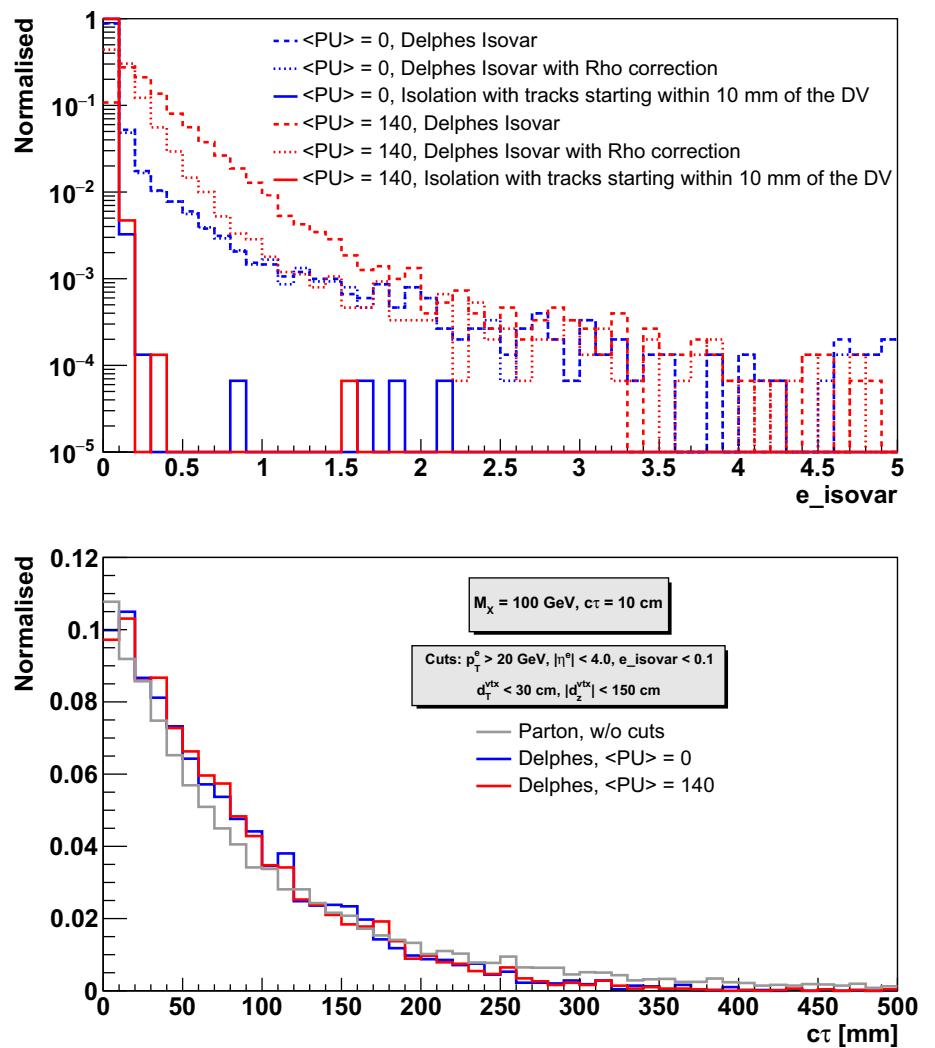 Normalised
1
10⁻¹
10⁻²
10⁻³
10⁻⁴
10⁻⁵
<PU> = 0, Delphes Isovar
<PU> = 0, Delphes Isovar with Rho correction
<PU> = 0, Isolation with tracks starting within 10 mm of the DV
<PU> = 140, Delphes Isovar
<PU> = 140, Delphes Isovar with Rho correction
<PU> = 140, Isolation with tracks starting within 10 mm of the DV
0 0.5 1 1.5 2 2.5 3 3.5 4 4.5 5
e_isovar
Normalised
0.12
0.1
0.08
0.06
0.04
0.02
0
M_X = 100 GeV, cτ = 10 cm
Cuts: p_T^e > 20 GeV, |η^e| < 4.0, e_isovar < 0.1
d_T^vtx < 30 cm, |d_z^vtx| < 150 cm
Parton, w/o cuts
Delphes, <PU> = 0
Delphes, <PU> = 140
0 50 100 150 200 250 300 350 400 450 500
cτ [mm]